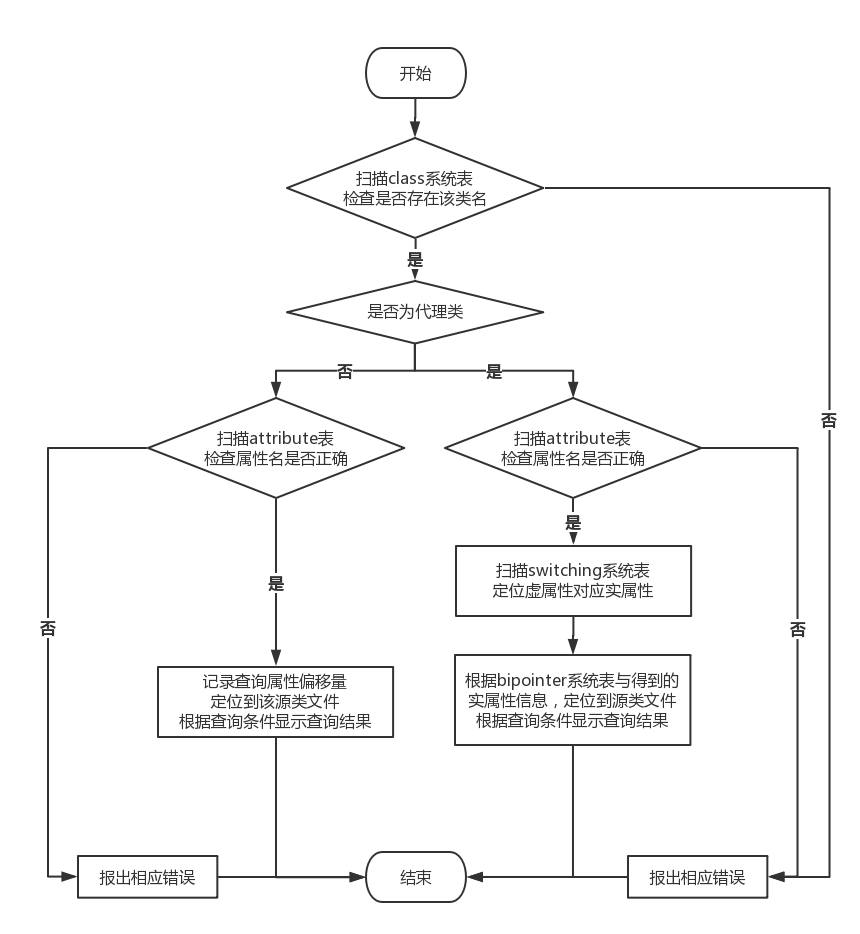 开始
扫描class系统表
检查是否存在该类名
是
是否为代理类
否
是
扫描attribute表
检查属性名是否正确
扫描attribute表
检查属性名是否正确
否
是
扫描switching系统表
定位虚属性对应实属性
是
否
否
记录查询属性偏移量
定位到该源类文件
根据查询条件显示查询结果
根据bipointer系统表与得到的
实属性信息，定位到源类文件
根据查询条件显示查询结果
报出相应错误
结束
报出相应错误